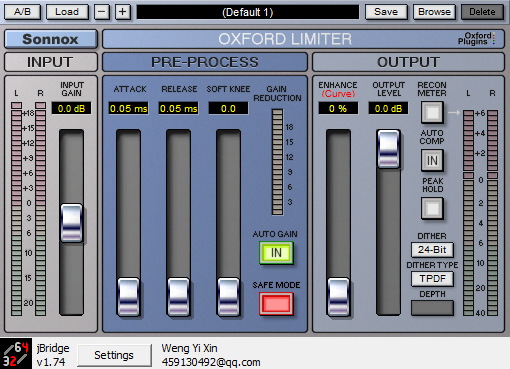 A/B Load − + (Default 1) Save Browse Delete
Sonnox OXFORD LIMITER Oxford Plugins
INPUT PRE-PROCESS OUTPUT
INPUT GAIN
L R
0.0 dB
+18
+15
+12
+9
+6
+3
0
3
6
10
15
20
ATTACK RELEASE SOFT KNEE
0.05 ms 0.05 ms 0.0
GAIN REDUCTION
18
15
12
9
6
3
AUTO GAIN
IN
SAFE MODE
ENHANCE (Curve)
0 %
OUTPUT LEVEL
0.0 dB
RECON METER
AUTO COMP
IN
PEAK HOLD
DITHER
24-Bit
DITHER TYPE
TPDF
DEPTH
L R
+6
+4
+2
0
2
4
6
10
15
20
40
64
32
jBridge
v1.74
Settings
Weng Yi Xin
459130492@qq.com